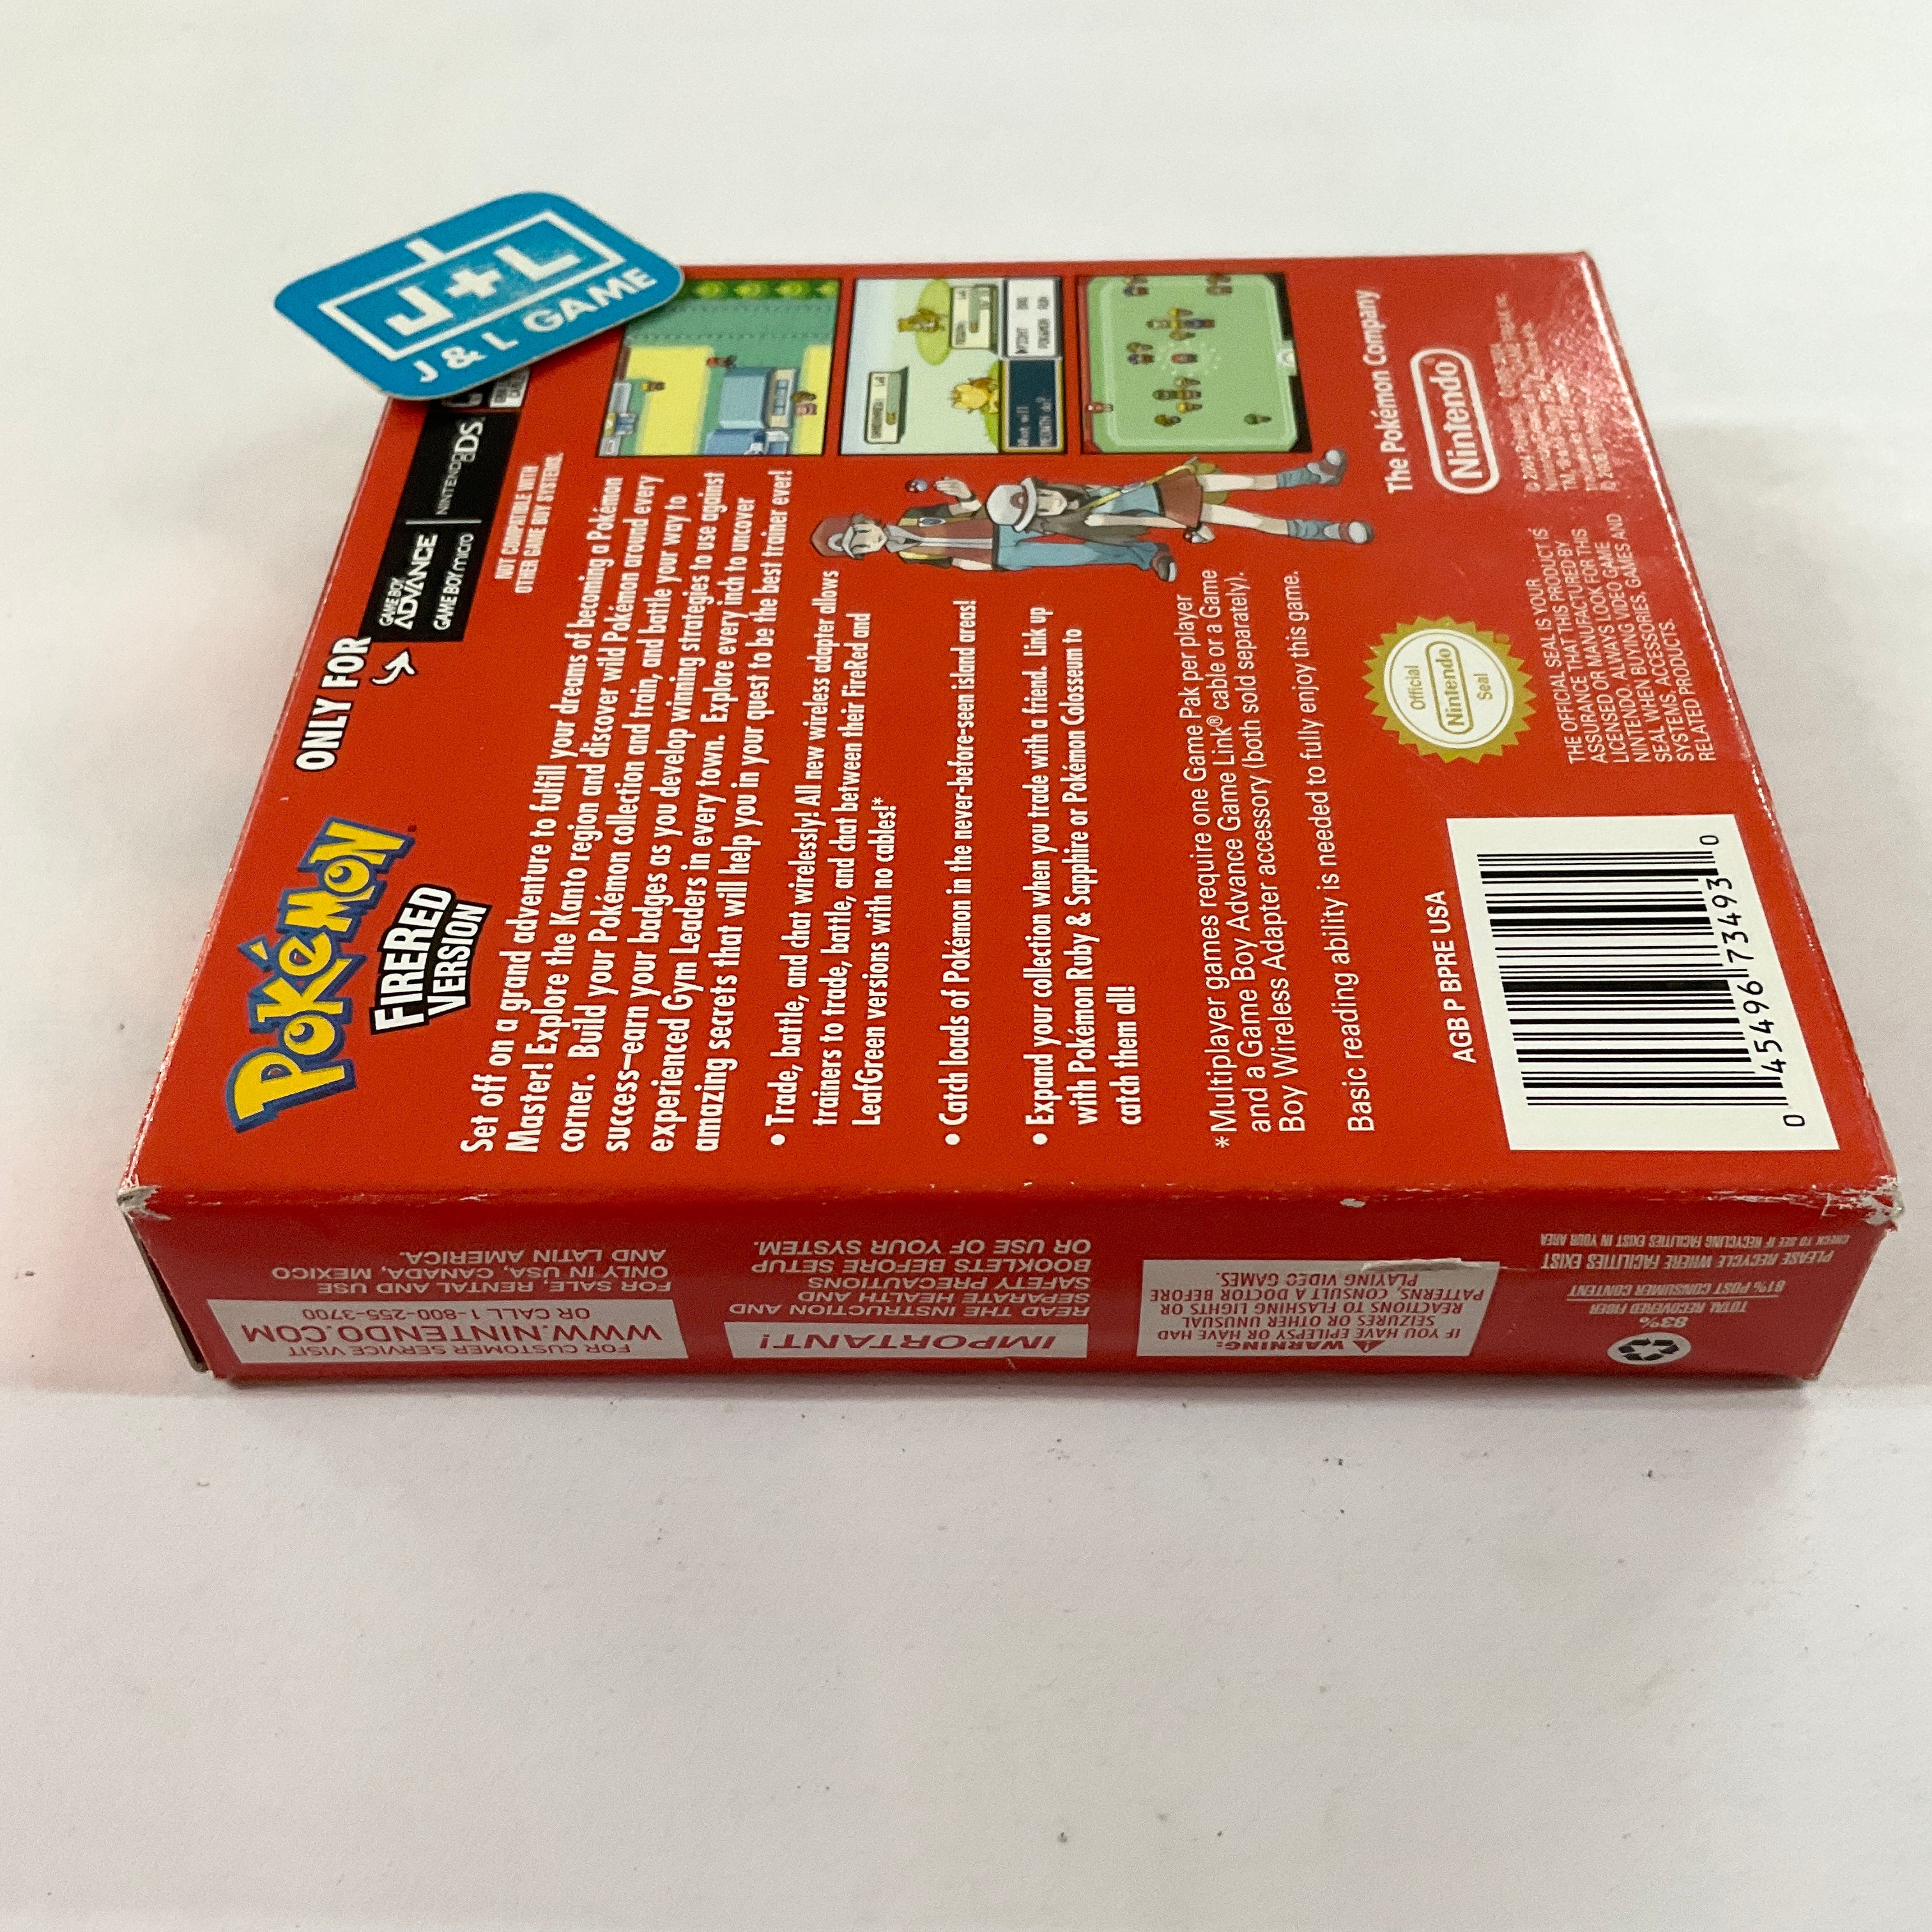 J+L
J & L GAME
POKéMON
FIRERED
VERSION
ONLY FOR
GAME BOY
ADVANCE
GAME BOY micro
NINTENDO DS
NOT COMPATIBLE WITH
OTHER GAME BOY SYSTEMS.
Set off on a grand adventure to fulfill your dreams of becoming a Pokémon
Master! Explore the Kanto region and discover wild Pokémon around every
corner. Build your Pokémon collection and train, and battle your way to
success—earn your badges as you develop winning strategies to use against
experienced Gym Leaders in every town. Explore every inch to uncover
amazing secrets that will help you in your quest to be the best trainer ever!
• Trade, battle, and chat wirelessly! All new wireless adapter allows
trainers to trade, battle, and chat between their FireRed and
LeafGreen versions with no cables!*
• Catch loads of Pokémon in the never-before-seen island areas!
• Expand your collection when you trade with a friend. Link up
with Pokémon Ruby & Sapphire or Pokémon Colosseum to
catch them all!
*Multiplayer games require one Game Pak per player
and a Game Boy Advance Game Link® cable or a Game
Boy Wireless Adapter accessory (both sold separately).
Basic reading ability is needed to fully enjoy this game.
The Pokémon Company
Nintendo®
Official
Nintendo
Seal
THE OFFICIAL SEAL IS YOUR
ASSURANCE THAT THIS PRODUCT IS
LICENSED OR MANUFACTURED BY
NINTENDO. ALWAYS LOOK FOR THIS
SEAL WHEN BUYING VIDEO GAME
SYSTEMS, ACCESSORIES, GAMES AND
RELATED PRODUCTS.
AGB P BPRE USA
0 45496 73493 0
FOR CUSTOMER SERVICE VISIT
WWW.NINTENDO.COM
OR CALL 1-800-255-3700
FOR SALE, RENTAL AND USE
ONLY IN USA, CANADA, MEXICO
AND LATIN AMERICA.
IMPORTANT!
READ THE INSTRUCTION AND
SEPARATE HEALTH AND
SAFETY PRECAUTIONS
BOOKLETS BEFORE SETUP
OR USE OF YOUR SYSTEM.
WARNING:
IF YOU HAVE EPILEPSY OR HAVE HAD
SEIZURES OR OTHER UNUSUAL
REACTIONS TO FLASHING LIGHTS OR
PATTERNS, CONSULT A DOCTOR BEFORE
PLAYING VIDEO GAMES.
83%
TOTAL RECOVERED FIBER
81% POST CONSUMER CONTENT
PLEASE RECYCLE WHERE FACILITIES EXIST
CHECK TO SEE IF RECYCLING FACILITIES EXIST IN YOUR AREA